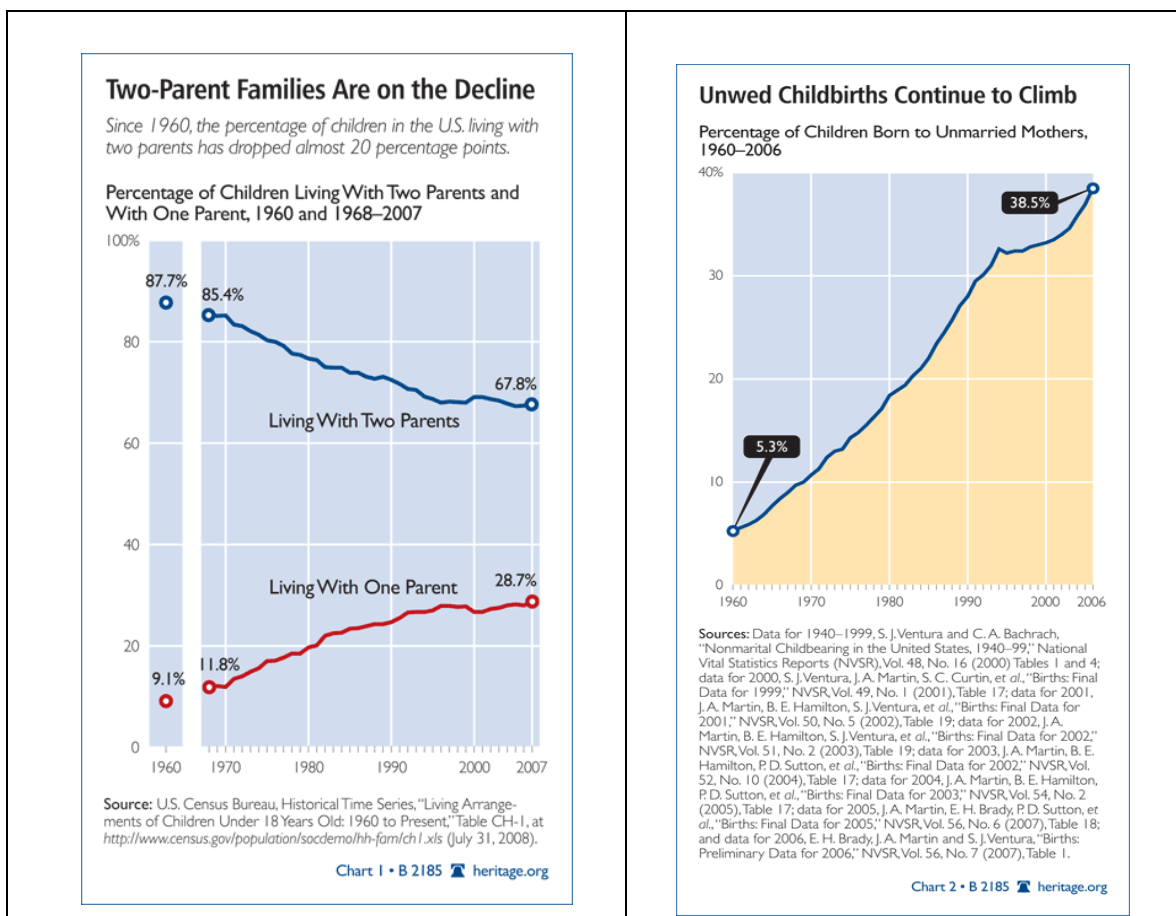 Two-Parent Families Are on the Decline
Since 1960, the percentage of children in the U.S. living with
two parents has dropped almost 20 percentage points.
Percentage of Children Living With Two Parents and
With One Parent, 1960 and 1968–2007
100%
87.7%
85.4%
80
67.8%
Living With Two Parents
60
40
Living With One Parent
28.7%
20
11.8%
9.1%
0
1960 1970 1980 1990 2000 2007
Source: U.S. Census Bureau, Historical Time Series, “Living Arrange-
ments of Children Under 18 Years Old: 1960 to Present,” Table CH-1, at
http://www.census.gov/population/socdemo/hh-fam/ch1.xls (July 31, 2008).
Chart 1 • B 2185 heritage.org
Unwed Childbirths Continue to Climb
Percentage of Children Born to Unmarried Mothers,
1960–2006
40%
38.5%
30
20
5.3%
10
0
1960 1970 1980 1990 2000 2006
Sources: Data for 1940–1999, S. J. Ventura and C. A. Bachrach,
“Nonmarital Childbearing in the United States, 1940–99,” National
Vital Statistics Reports (NVSR), Vol. 48, No. 16 (2000) Tables 1 and 4;
data for 2000, S. J. Ventura, J. A. Martin, S. C. Curtin, et al., “Births: Final
Data for 1999,” NVSR, Vol. 49, No. 1 (2001), Table 17; data for 2001,
J. A. Martin, B. E. Hamilton, S. J. Ventura, et al., “Births: Final Data for
2001,” NVSR, Vol. 50, No. 5 (2002), Table 19; data for 2002, J. A.
Martin, B. E. Hamilton, S. J. Ventura, et al., “Births: Final Data for 2002,”
NVSR, Vol. 51, No. 2 (2003), Table 19; data for 2003, J. A. Martin, B. E.
Hamilton, P. D. Sutton, et al., “Births: Final Data for 2002,” NVSR, Vol.
52, No. 10 (2004), Table 17; data for 2004, J. A. Martin, B. E. Hamilton,
P. D. Sutton, et al., “Births: Final Data for 2003,” NVSR, Vol. 54, No. 2
(2005), Table 17; data for 2005, J. A. Martin, E. H. Brady, P. D. Sutton, et
al., “Births: Final Data for 2005,” NVSR, Vol. 56, No. 6 (2007), Table 18;
and data for 2006, E. H. Brady, J. A. Martin and S. J. Ventura, “Births:
Preliminary Data for 2006,” NVSR, Vol. 56, No. 7 (2007), Table 1.
Chart 2 • B 2185 heritage.org